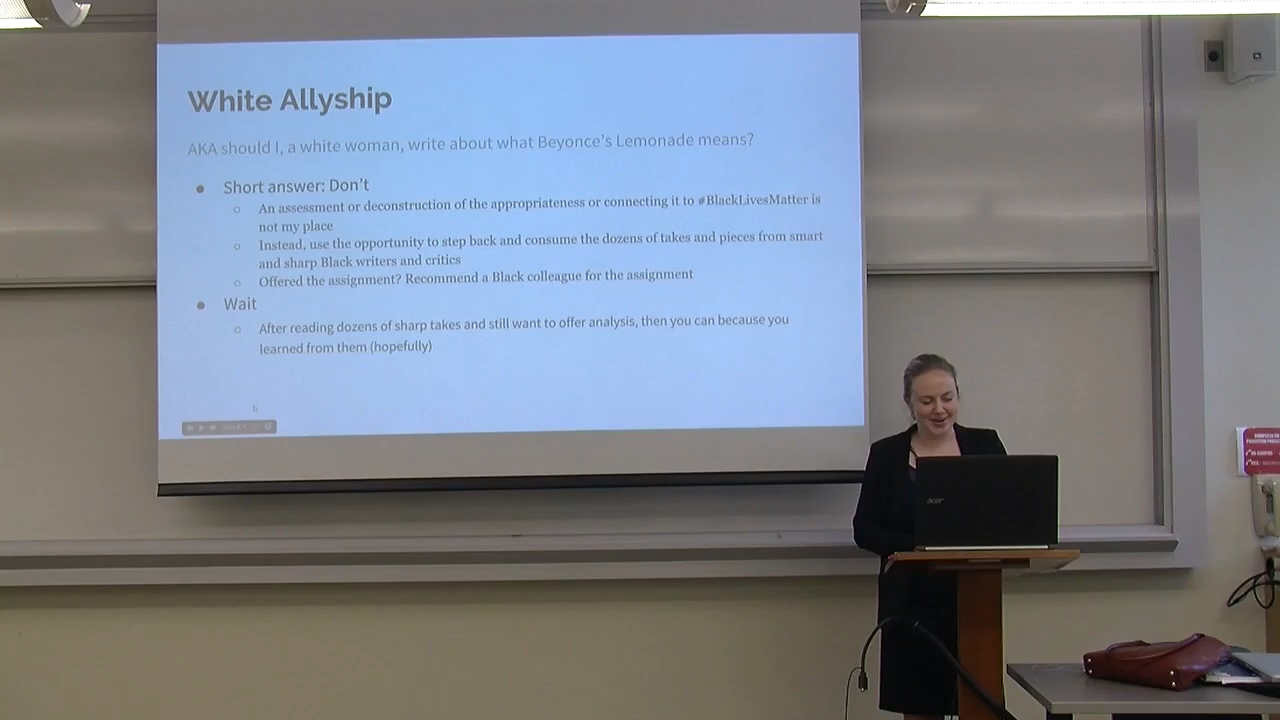 White Allyship
AKA should I, a white woman, write about what Beyonce's Lemonade means?
● Short answer: Don't
○ An assessment or deconstruction of the appropriateness or connecting it to #BlackLivesMatter is
not my place
○ Instead, use the opportunity to step back and consume the dozens of takes and pieces from smart
and sharp Black writers and critics
○ Offered the assignment? Recommend a Black colleague for the assignment
● Wait
○ After reading dozens of sharp takes and still want to offer analysis, then you can because you
learned from them (hopefully)
acer